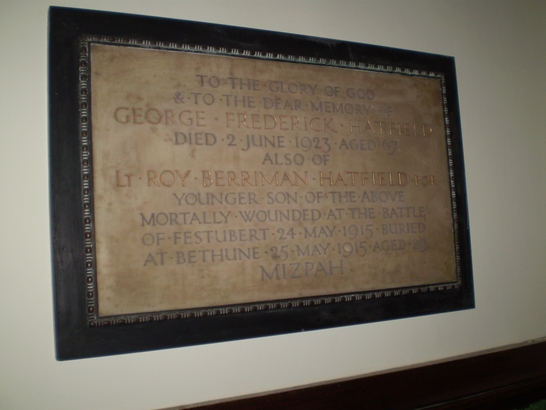 TO·THE·GLORY·OF·GOD
&·TO·THE·DEAR·MEMORY·OF
GEORGE·FREDERICK·HATFIELD
DIED·2·JUNE·1923·AGED
ALSO OF
LT·ROY·BERRIMAN·HATFIELD
YOUNGER·SON·OF·THE·ABOVE
MORTALLY·WOUNDED·AT·THE·BATTLE
OF·FESTUBERT·24·MAY·1915·BURIED
AT·BETHUNE·25·MAY·1915·AGED
MIZPAH